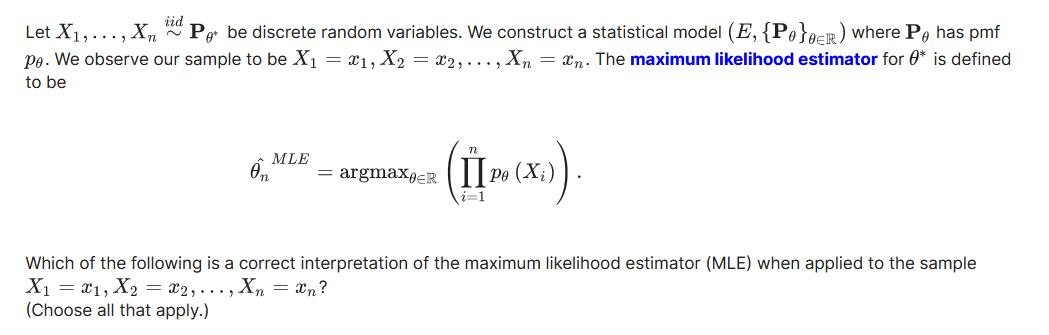 Let $X_1, \ldots, X_n \stackrel{iid}{\sim} \mathbf{P}_{\theta^*}$ be discrete random variables. We construct a statistical model $(E, \{\mathbf{P}_\theta\}_{\theta \in \mathbb{R}})$ where $\mathbf{P}_\theta$ has pmf
$p_\theta$. We observe our sample to be $X_1 = x_1, X_2 = x_2, \ldots, X_n = x_n$. The maximum likelihood estimator for $\theta^*$ is defined
to be
$\hat{\theta_n}^{MLE} = \text{argmax}_{\theta \in \mathbb{R}} \left( \prod_{i=1}^{n} p_\theta (X_i) \right).$
Which of the following is a correct interpretation of the maximum likelihood estimator (MLE) when applied to the sample
$X_1 = x_1, X_2 = x_2, \ldots, X_n = x_n$?
(Choose all that apply.)